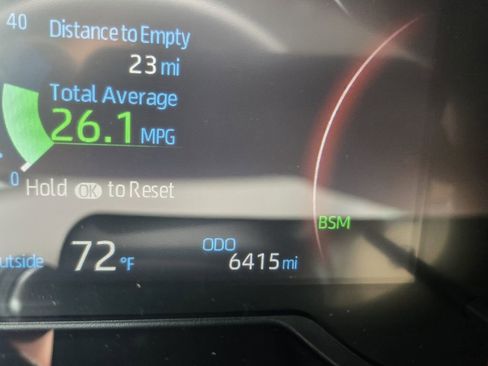 40
Distance to Empty
23 mi
Total Average
26.1 MPG
0
Hold OK to Reset
BSM
utside 72 °F
ODO
6415 mi